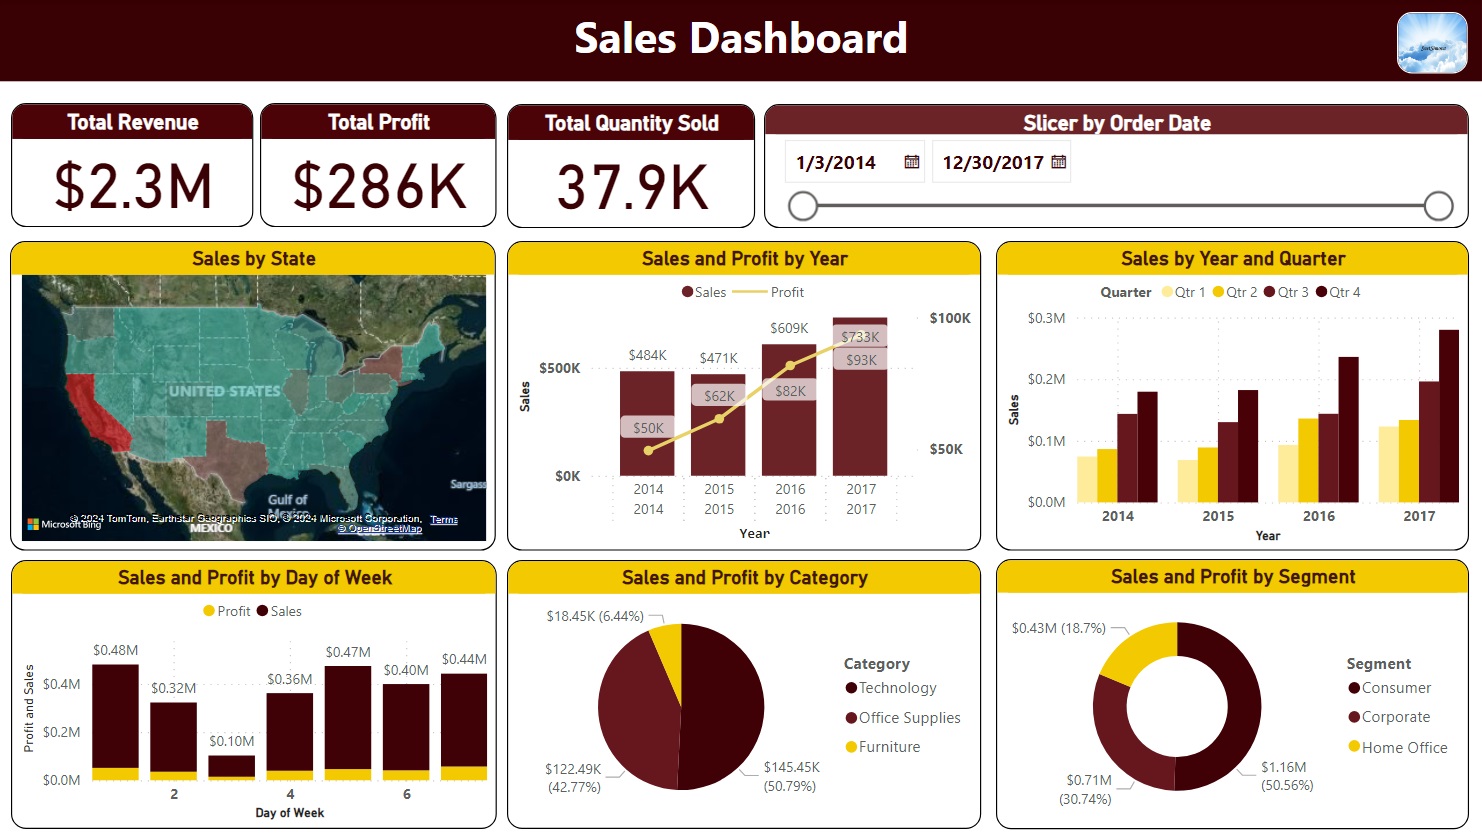 Sales Dashboard
Total Revenue
$2.3M
Total Profit
$286K
Total Quantity Sold
37.9K
Slicer by Order Date
1/3/2014
12/30/2017
Sales by State
UNITED STATES
Gulf of
Mexico
MEXICO
Sargass
Microsoft Bing
© 2024 TomTom, Earthstar Geographics SIO, © 2024 Microsoft Corporation, Terms
© OpenStreetMap
Sales and Profit by Year
Sales Profit
Sales
$500K
$0K
$100K
$50K
$484K
$471K
$609K
$733K
$50K
$62K
$82K
$93K
2014 2015 2016 2017
2014 2015 2016 2017
Year
Sales by Year and Quarter
Quarter Qtr 1 Qtr 2 Qtr 3 Qtr 4
Sales
$0.3M
$0.2M
$0.1M
$0.0M
2014 2015 2016 2017
Year
Sales and Profit by Day of Week
Profit Sales
Profit and Sales
$0.4M
$0.2M
$0.0M
$0.48M
$0.32M
$0.10M
$0.36M
$0.47M
$0.40M
$0.44M
2 4 6
Day of Week
Sales and Profit by Category
$18.45K (6.44%)
$122.49K
(42.77%)
$145.45K
(50.79%)
Category
Technology
Office Supplies
Furniture
Sales and Profit by Segment
$0.43M (18.7%)
$0.71M
(30.74%)
$1.16M
(50.56%)
Segment
Consumer
Corporate
Home Office